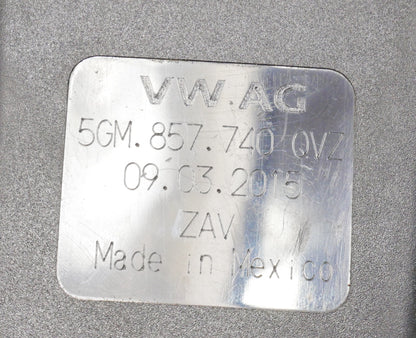 VW.AG
5GM.857.740 QVZ
09.03.2015
ZAV
Made in Mexico